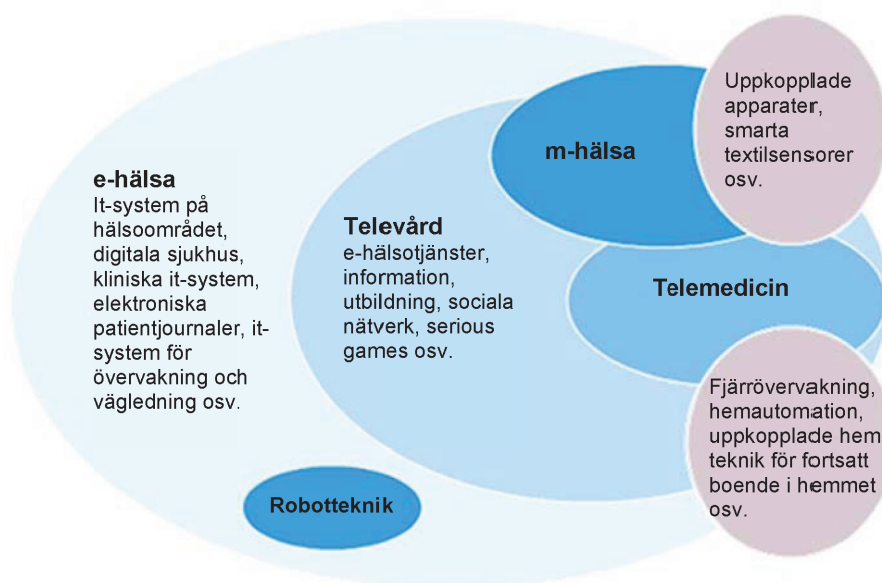 e-hälsa
It-system på
hälsoområdet,
digitala sjukhus,
kliniska it-system,
elektroniska
patientjournaler, it-
system för
övervakning och
vägledning osv.
Televård
e-hälsotjänster,
information,
utbildning, sociala
nätverk, serious
games osv.
m-hälsa
Uppkopplade
apparater,
smarta
textilsensorer
osv.
Telemedicin
Fjärrövervakning,
hemautomation,
uppkopplade hem
teknik för fortsatt
boende i hemmet
osv.
Robotteknik